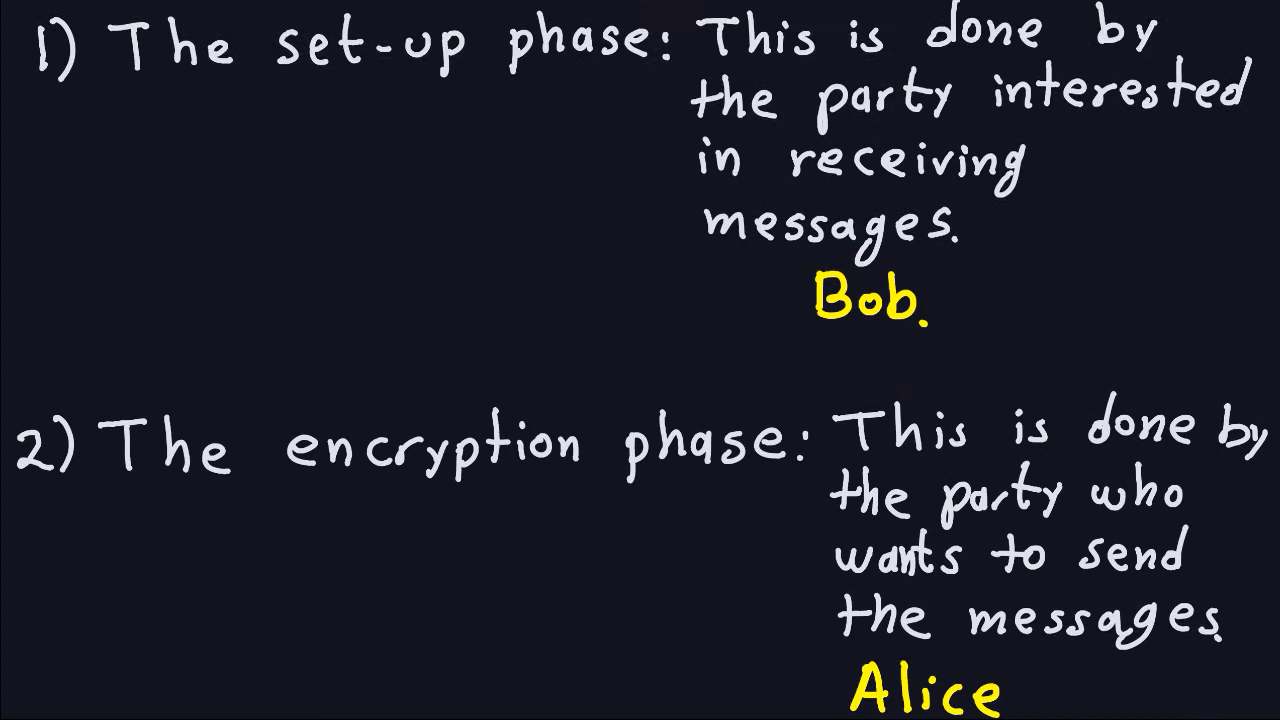 1) The set-up phase: This is done by
the party interested
in receiving
messages.
Bob.
2) The encryption phase: This is done by
the party who
wants to send
the messages.
Alice